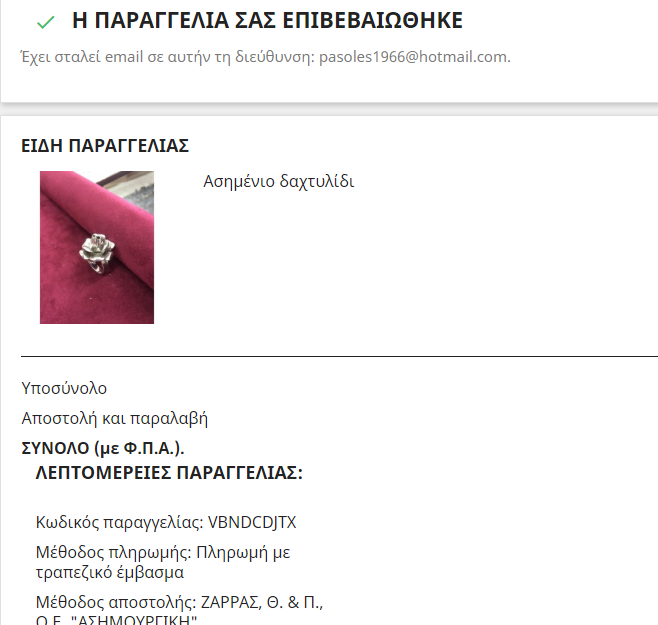 Η ΠΑΡΑΓΓΕΛΙΑ ΣΑΣ ΕΠΙΒΕΒΑΙΩΘΗΚΕ
Έχει σταλεί email σε αυτήν τη διεύθυνση: pasoles1966@hotmail.com.
ΕΙΔΗ ΠΑΡΑΓΓΕΛΙΑΣ
Ασημένιο δαχτυλίδι
Υποσύνολο
Αποστολή και παραλαβή
ΣΥΝΟΛΟ (με Φ.Π.Α.).
ΛΕΠΤΟΜΕΡΕΙΕΣ ΠΑΡΑΓΓΕΛΙΑΣ:
Κωδικός παραγγελίας: VBNDCDJTX
Μέθοδος πληρωμής: Πληρωμή με
τραπεζικό έμβασμα
Μέθοδος αποστολής: ΖΑΡΡΑΣ, Θ. & Π.,
Ο.Ε. "ΑΣΗΜΟΥΡΓΙΚΗ"